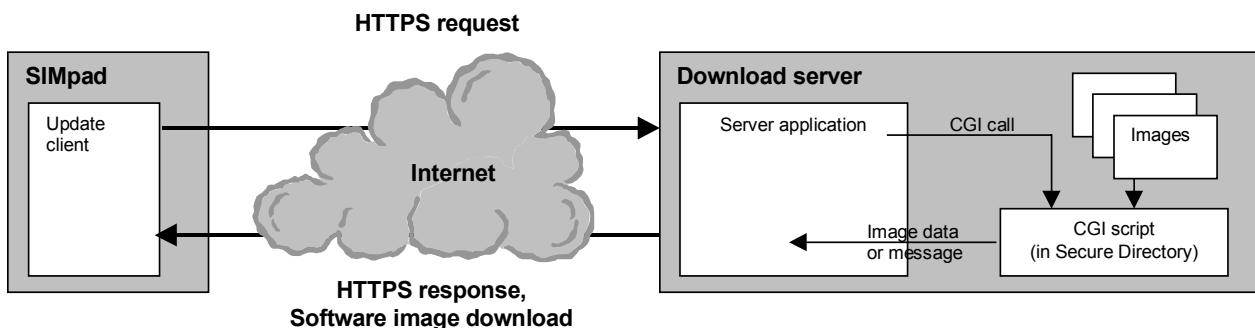 HTTPS request
SIMpad
Update
client
Internet
Download server
Server application
CGI call
Images
CGI script
(in Secure Directory)
Image data
or message
HTTPS response,
Software image download